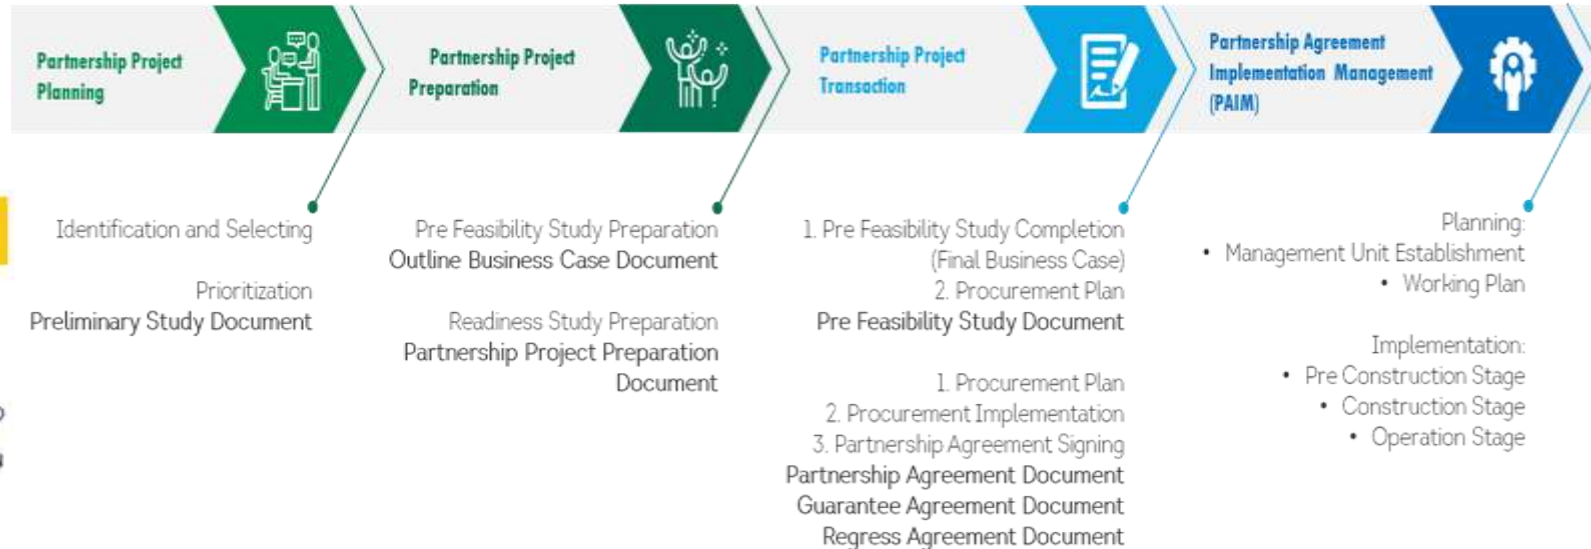 Partnership Project
Planning
Partnership Project
Preparation
Partnership Project
Transaction
Partnership Agreement
Implementation Management
(PAIM)
Identification and Selecting
Prioritization
Preliminary Study Document
Pre Feasibility Study Preparation
Outline Business Case Document
Readiness Study Preparation
Partnership Project Preparation
Document
1. Pre Feasibility Study Completion
(Final Business Case)
2. Procurement Plan
Pre Feasibility Study Document
1. Procurement Plan
2. Procurement Implementation
3. Partnership Agreement Signing
Partnership Agreement Document
Guarantee Agreement Document
Regress Agreement Document
Planning:
• Management Unit Establishment
• Working Plan
Implementation:
• Pre Construction Stage
• Construction Stage
• Operation Stage